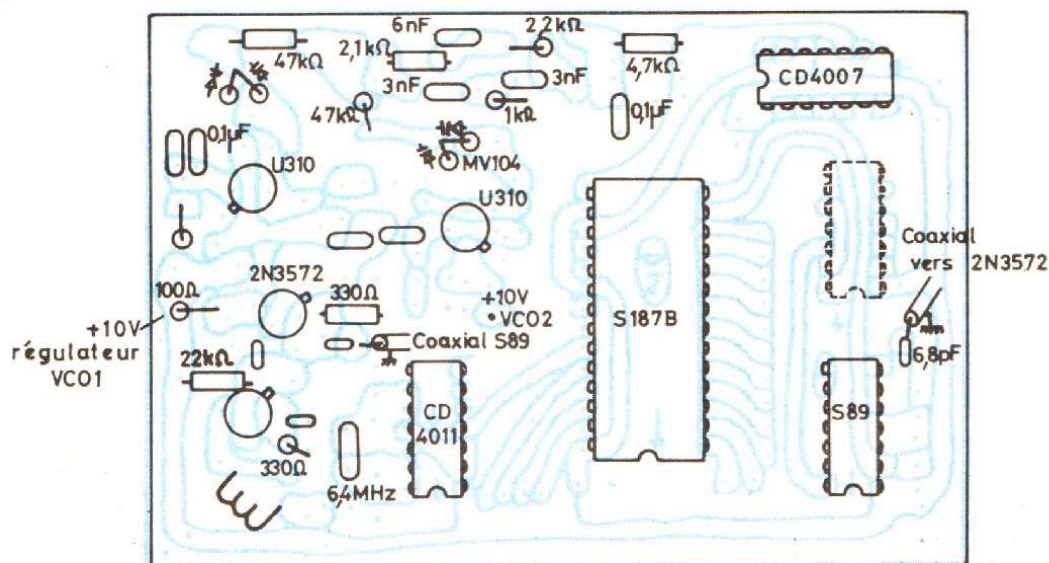 6nF
2,2kΩ
47kΩ
2,1kΩ
4,7kΩ
CD4007
3nF
3nF
47kΩ
1kΩ
0,1µF
0,1µF
U310
MV104
U310
Coaxial
vers 2N3572
2N3572
100Ω
330Ω
+10V
VCO2
S187B
+10V
régulateur
VCO1
Coaxial S89
6,8pF
22kΩ
CD
4011
S89
330Ω
6,4MHz